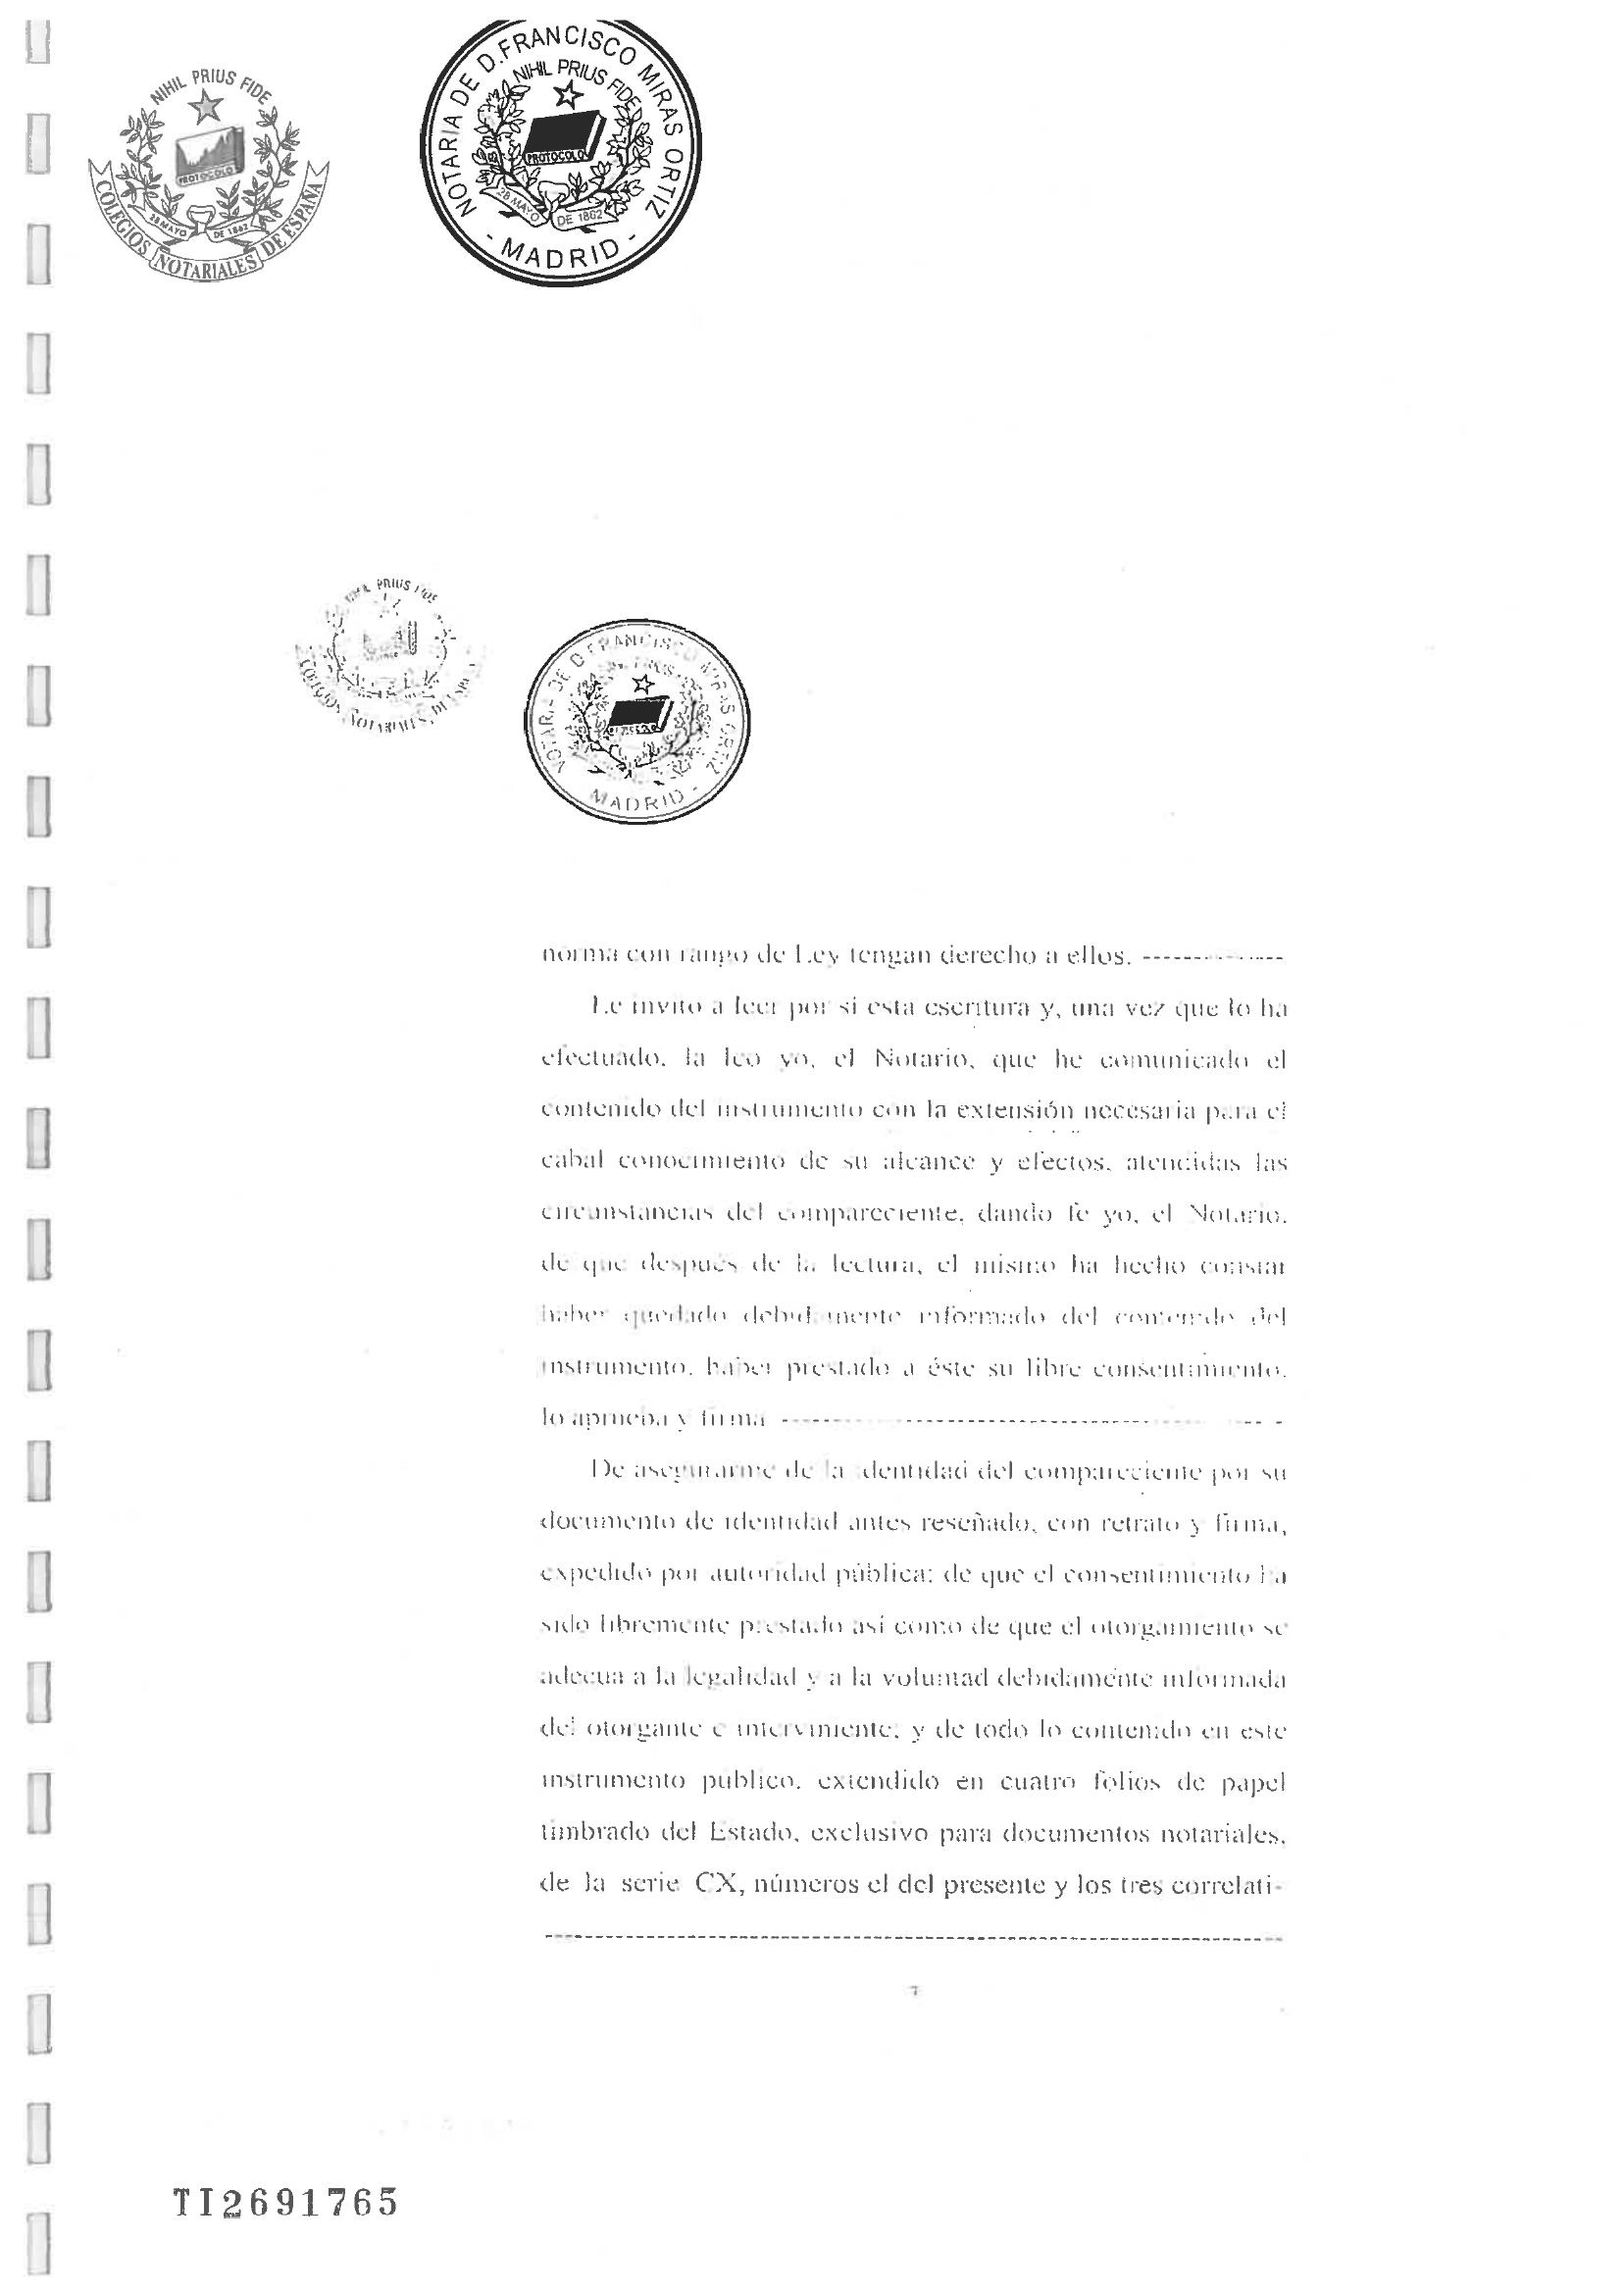 NIHIL PRIUS FIDE
PROTOCOLO
28 MAYO DE 1862
COLEGIOS NOTARIALES DE ESPAÑA
NOTARIA DE D.FRANCISCO MIRAS ORTIZ
NIHIL PRIUS FIDE
PROTOCOLO
28 MAYO DE 1862
- MADRID -
PRIUS
COLEGIOS NOTARIALES DE
NOTARIA DE D FRANCISCO MIRAS ORTIZ
MADRID -
norma con rango de Ley tengan derecho a ellos. --------------
Le invito a leer por si esta escritura y, una vez que lo ha
efectuado, la leo yo, el Notario, que he comunicado el
contenido del instrumento con la extensión necesaria para el
cabal conocimiento de su alcance y efectos, atendidas las
circunstancias del compareciente, dando fe yo, el Notario,
de que después de la lectura, el mismo ha hecho constar
haber quedado debidamente informado del contenido del
instrumento, haber prestado a éste su libre consentimiento,
lo aprueba y firma --------------------------------------------------
De asegurarme de la identidad del compareciente por su
documento de identidad antes reseñado, con retrato y firma,
expedido por autoridad pública; de que el consentimiento ha
sido libremente prestado así como de que el otorgamiento se
adecua a la legalidad y a la voluntad debidamente informada
del otorgante e interviniente; y de todo lo contenido en este
instrumento publico, extendido en cuatro folios de papel
timbrado del Estado, exclusivo para documentos notariales,
de la serie CX, números el del presente y los tres correlati-
--------------------------------------------------------------------------
7
TI2691765